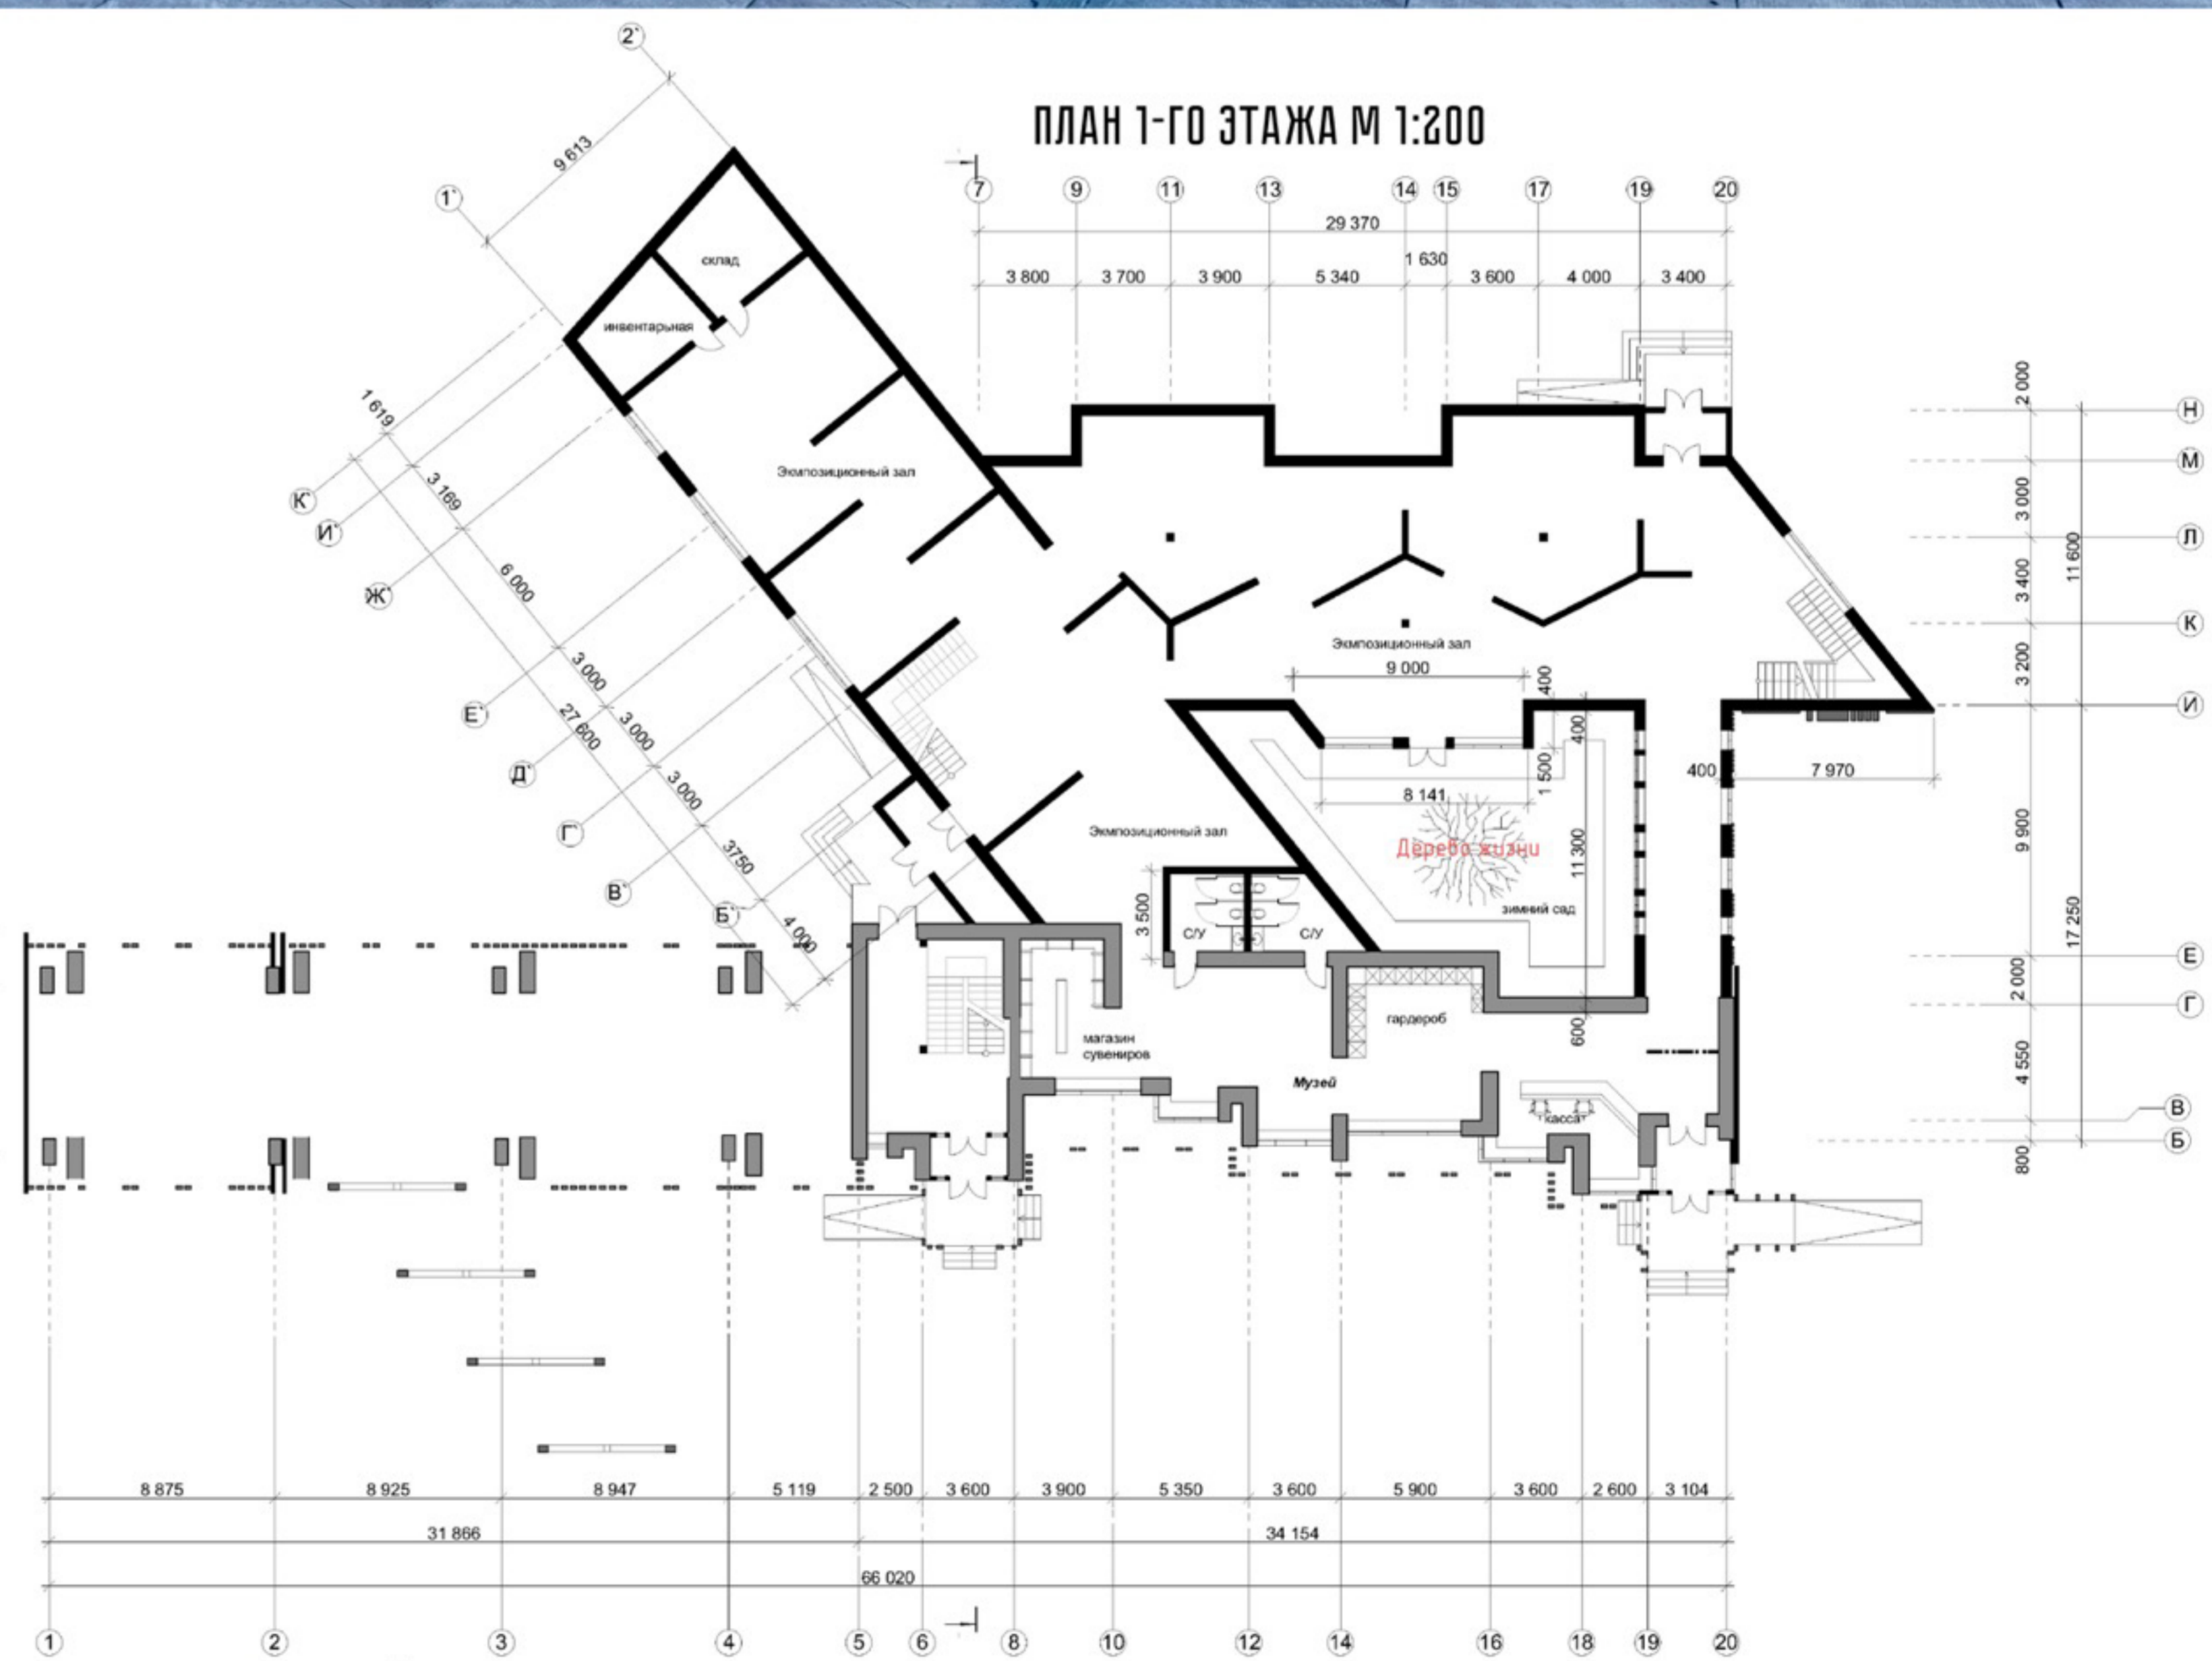 ПЛАН 1-ГО ЭТАЖА М 1:200
2`
9 613
1`
7
9
11
13
14
15
17
19
20
29 370
1 630
3 800
3 700
3 900
5 340
3 600
4 000
3 400
склад
инвентарьная
Экмпозиционный зал
1 619
3 169
6 000
3 000
3 000
3 000
3750
4 000
27 600
К`
И`
Ж`
Е`
Д`
Г`
В`
Б`
2 000
3 000
3 400
3 200
11 600
9 900
17 250
2 000
4 550
800
Н
М
Л
К
И
Е
Г
В
Б
Экмпозиционный зал
9 000
400
400
1 500
8 141
400
7 970
Экмпозиционный зал
Дерево жизни
11 300
зимний сад
3 500
С/У
С/У
гардероб
600
магазин
сувениров
Музей
касса
8 875
8 925
8 947
5 119
2 500
3 600
3 900
5 350
3 600
5 900
3 600
2 600
3 104
31 866
34 154
66 020
1
2
3
4
5
6
8
10
12
14
16
18
19
20